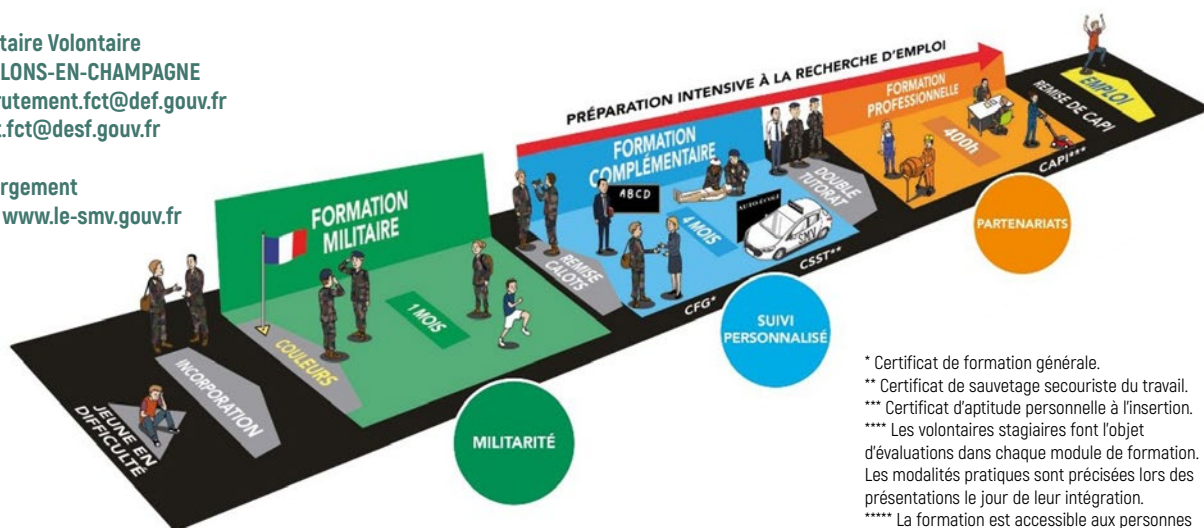 taire Volontaire
LONS-EN-CHAMPAGNE
rutement.fct@def.gouv.fr
t.fct@desf.gouv.fr
rgement
www.le-smv.gouv.fr
JEUNE EN
DIFFICULTÉ
INCORPORATION
COULEURS
FORMATION
MILITAIRE
1 MOIS
MILITARITÉ
PRÉPARATION INTENSIVE À LA RECHERCHE D'EMPLOI
REMISE
CALOTS
FORMATION
COMPLÉMENTAIRE
ABCD
4 MOIS
AUTO-ÉCOLE
SMV
CFG*
CSST**
SUIVI
PERSONNALISÉ
DOUBLE
TUTORAT
FORMATION
PROFESSIONNELLE
400h
CAPI***
PARTENARIATS
REMISE DE CAPI
EMPLOI
* Certificat de formation générale.
** Certificat de sauvetage secouriste du travail.
*** Certificat d'aptitude personnelle à l'insertion.
**** Les volontaires stagiaires font l'objet
d'évaluations dans chaque module de formation.
Les modalités pratiques sont précisées lors des
présentations le jour de leur intégration.
***** La formation est accessible aux personnes